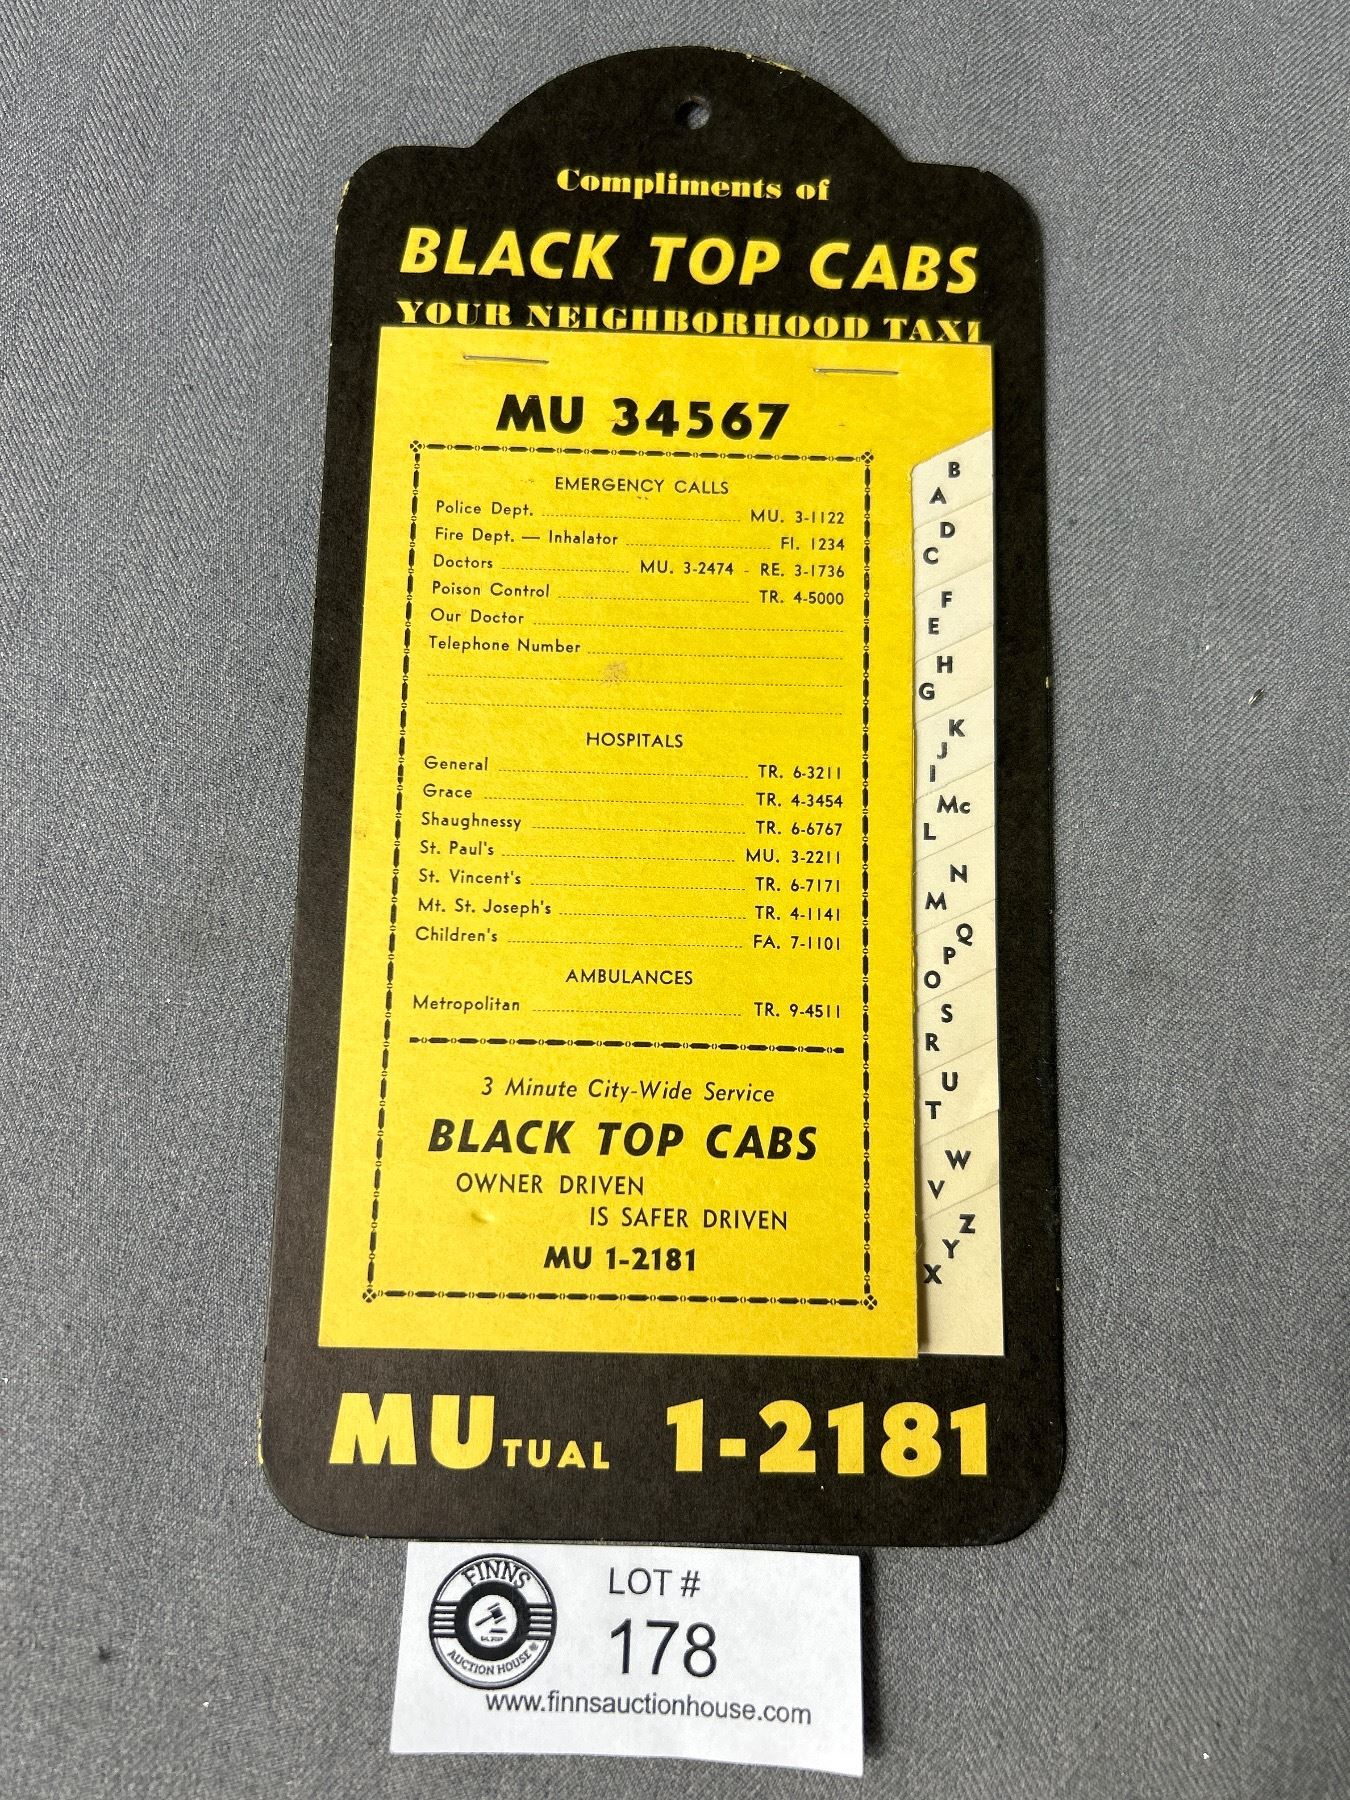 Compliments of
BLACK TOP CABS
YOUR NEIGHBORHOOD TAXI
MU 34567
EMERGENCY CALLS
Police Dept. MU. 3-1122
Fire Dept. — Inhalator FI. 1234
Doctors MU. 3-2474 - RE. 3-1736
Poison Control TR. 4-5000
Our Doctor
Telephone Number
HOSPITALS
General TR. 6-3211
Grace TR. 4-3454
Shaughnessy TR. 6-6767
St. Paul's MU. 3-2211
St. Vincent's TR. 6-7171
Mt. St. Joseph's TR. 4-1141
Children's FA. 7-1101
AMBULANCES
Metropolitan TR. 9-4511
3 Minute City-Wide Service
BLACK TOP CABS
OWNER DRIVEN
IS SAFER DRIVEN
MU 1-2181
B
A
D
C
F
E
H
G
K
J
I
Mc
L
N
M
Q
P
O
S
R
U
T
W
V
Z
Y
X
MUTUAL 1-2181
FINNS
AUCTION HOUSE
LOT #
178
www.finnsauctionhouse.com